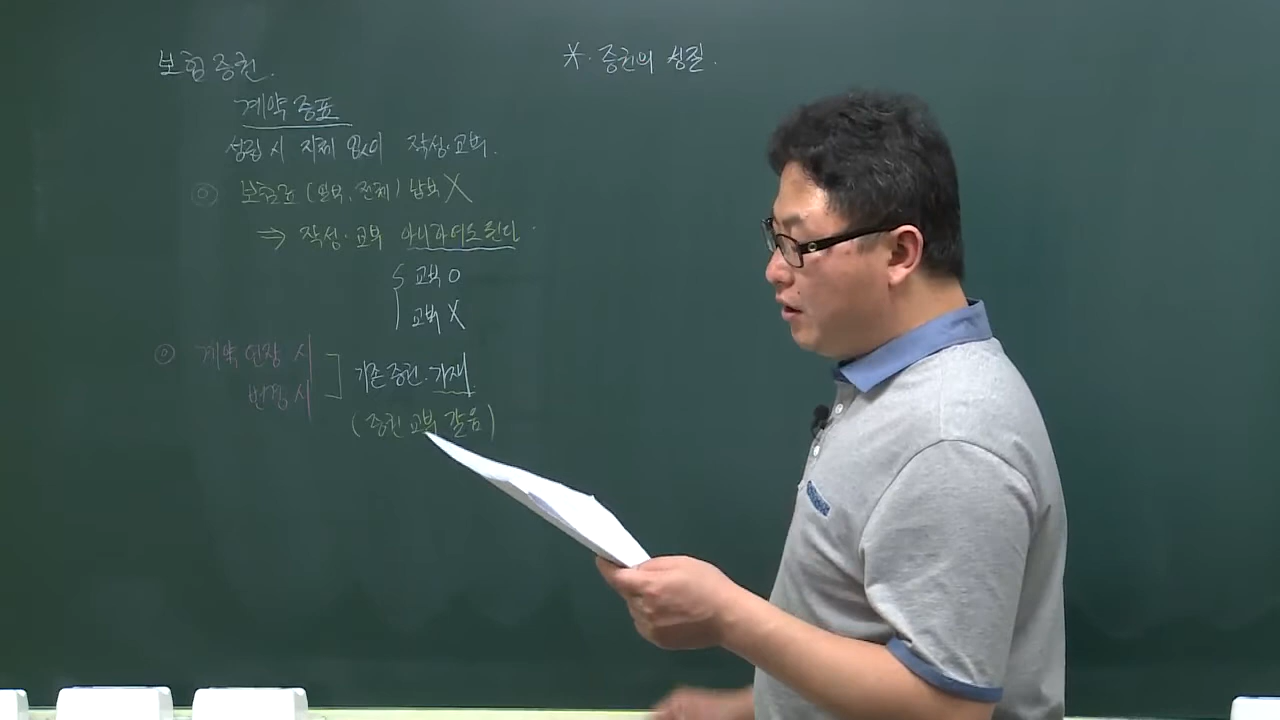 보험증권.
* 증권의 성질.
계약 증표
성립 시 지체 없이 작성·교부.
◎ 보험료 (일부, 전체) 납부 X
⇒ 작성·교부 아니하여도 된다.
교부 O
교부 X
◎ 계약 연장 시
변경 시
기존증권. 기재.
(증권 교부 갈음)